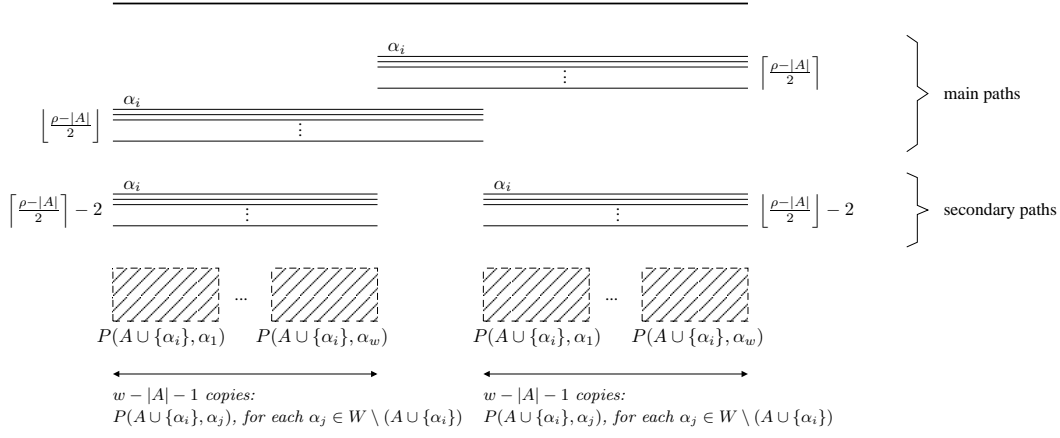 α_i
⋮
⌈(ρ−|A|)/2⌉
main paths
α_i
⌊(ρ−|A|)/2⌋
⋮
α_i α_i
⌈(ρ−|A|)/2⌉ − 2 ⋮ ⋮ ⌊(ρ−|A|)/2⌋ − 2
secondary paths
... ...
P(A ∪ {α_i}, α_1) P(A ∪ {α_i}, α_w) P(A ∪ {α_i}, α_1) P(A ∪ {α_i}, α_w)
w − |A| − 1 copies: w − |A| − 1 copies:
P(A ∪ {α_i}, α_j), for each α_j ∈ W \ (A ∪ {α_i}) P(A ∪ {α_i}, α_j), for each α_j ∈ W \ (A ∪ {α_i})